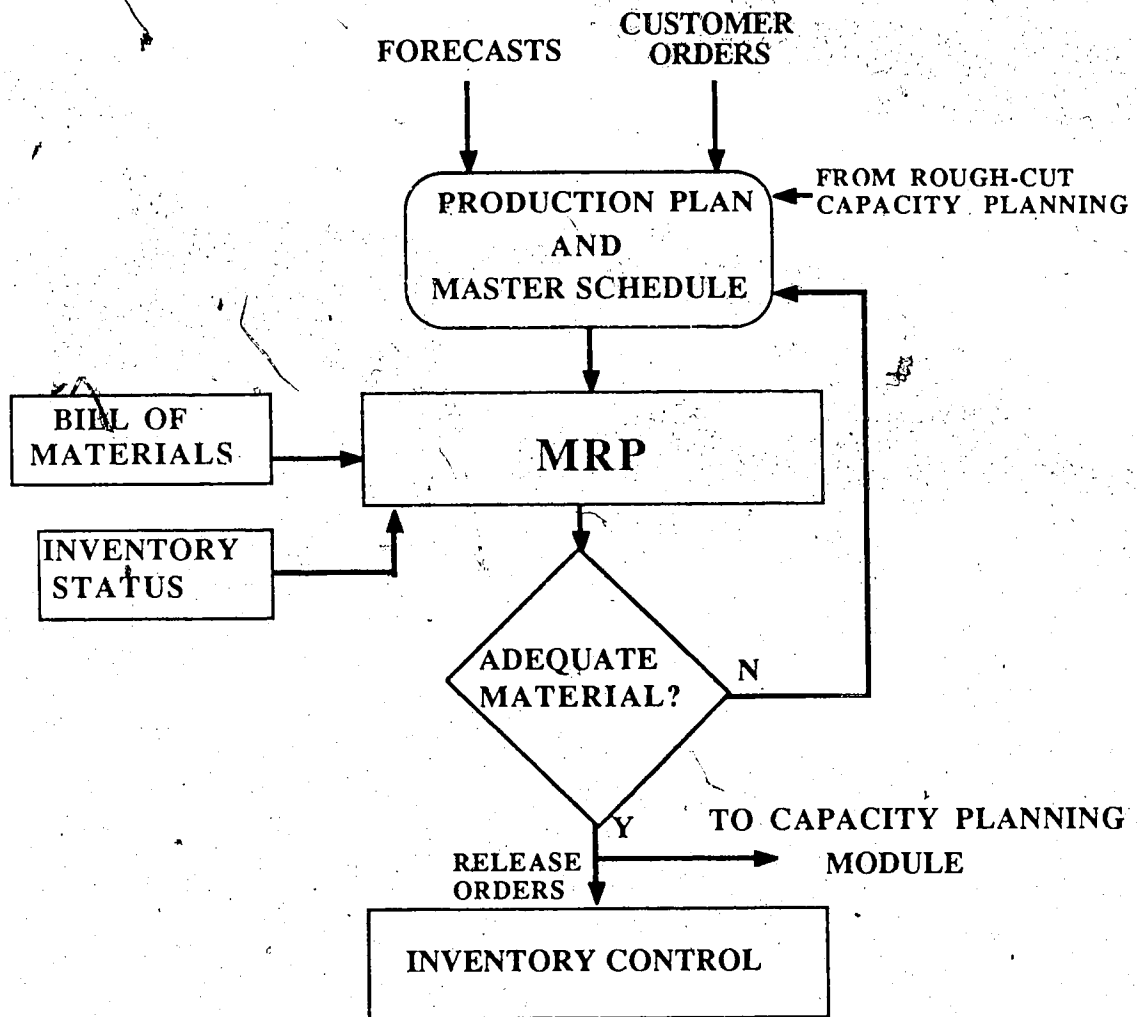 FORECASTS
CUSTOMER
ORDERS
FROM ROUGH-CUT
CAPACITY PLANNING
PRODUCTION PLAN
AND
MASTER SCHEDULE
BILL OF
MATERIALS
MRP
INVENTORY
STATUS
ADEQUATE
MATERIAL?
N
Y
TO CAPACITY PLANNING
MODULE
RELEASE
ORDERS
INVENTORY CONTROL